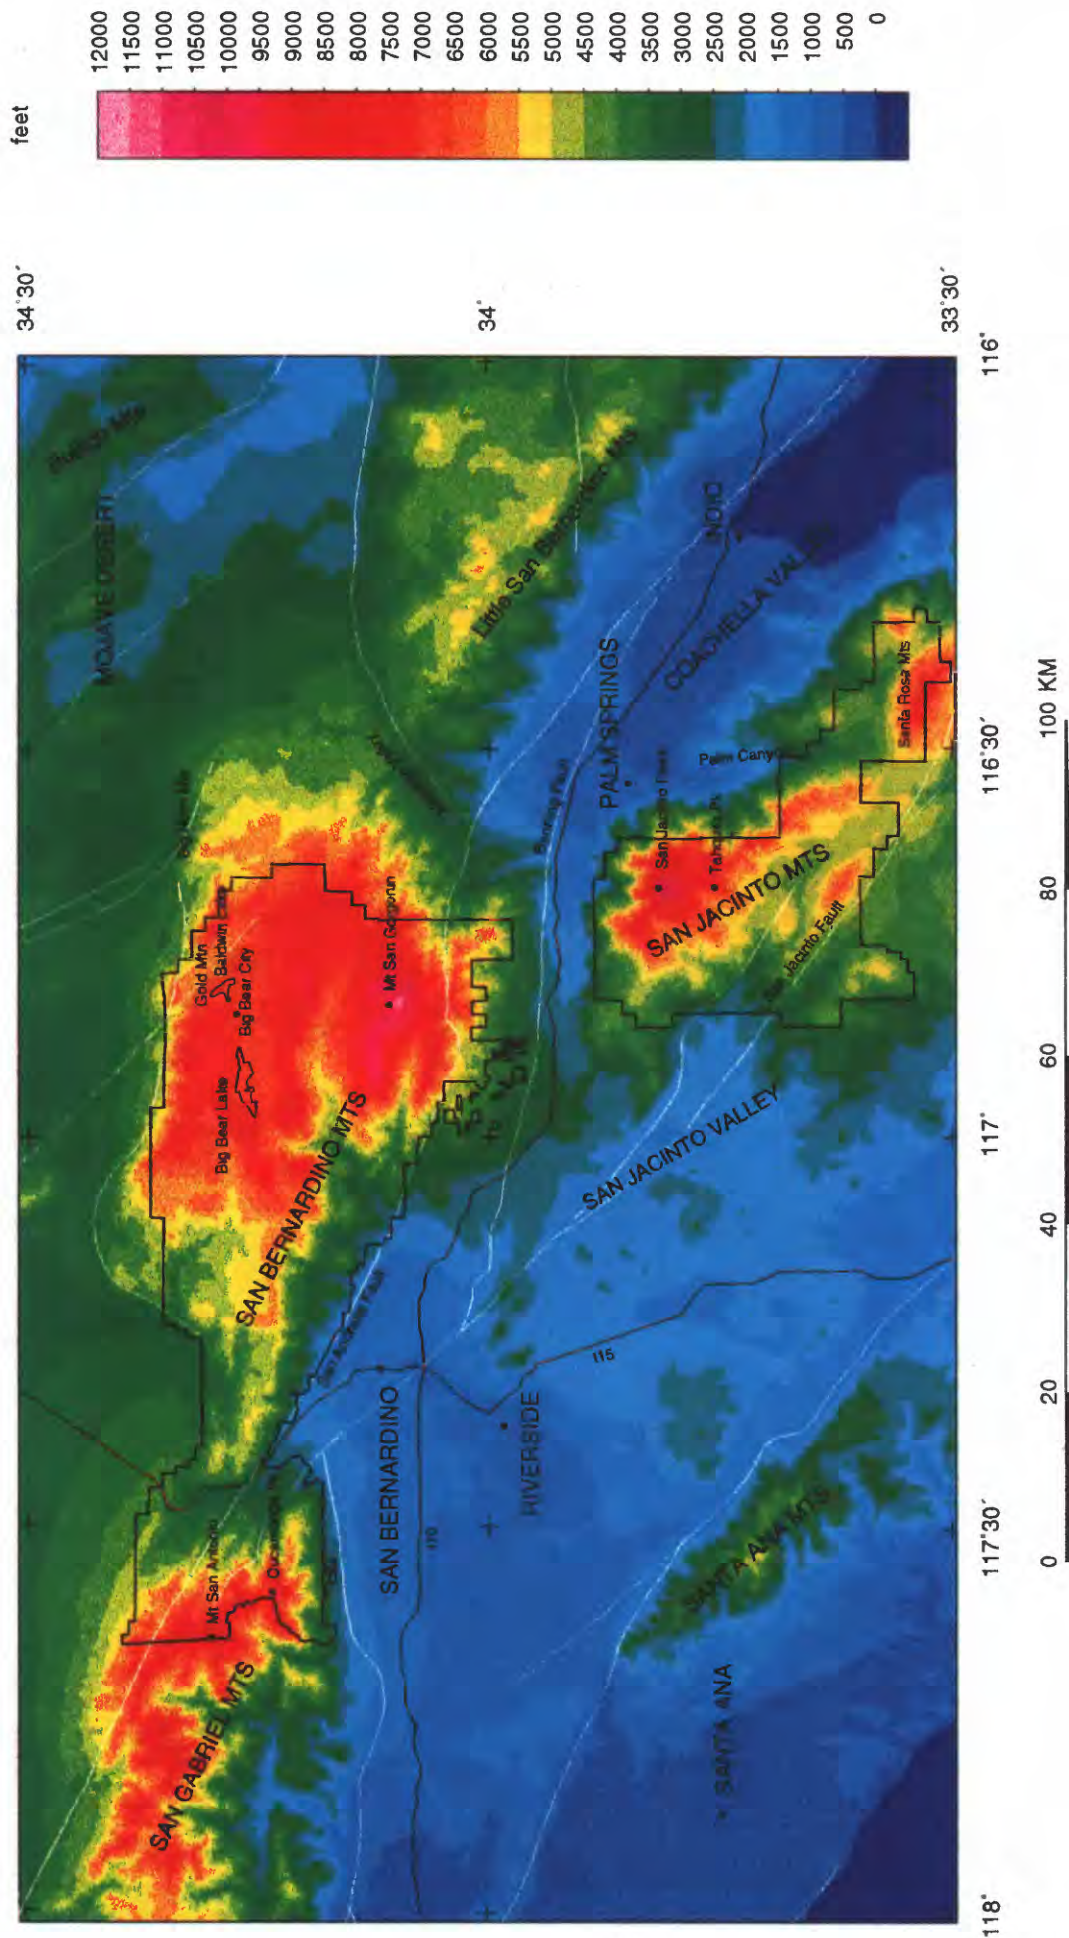 feet
12000
11500
11000
10500
10000
9500
9000
8500
8000
7500
7000
6500
6000
5500
5000
4500
4000
3500
3000
2500
2000
1500
1000
500
0
34°30´
34°
33°30´
118°
117°30´
117°
116°30´
116°
Bullion Mts
MOJAVE DESERT
Little San Bernardino Mts
INDIO
COACHELLA VALLEY
PALM SPRINGS
Banning Fault
Palm Canyon
Santa Rosa Mts
San Jacinto Peak
Tahquitz Pk
SAN JACINTO MTS
San Jacinto Fault
Gold Mtn
Baldwin Lake
Big Bear City
Big Bear Lake
Mt San Gorgonio
SAN BERNARDINO MTS
San Andreas Fault
SAN JACINTO VALLEY
I15
SAN BERNARDINO
RIVERSIDE
I10
Mt San Antonio
SAN GABRIEL MTS
SANTA ANA MTS
SANTA ANA
0
20
40
60
80
100 KM